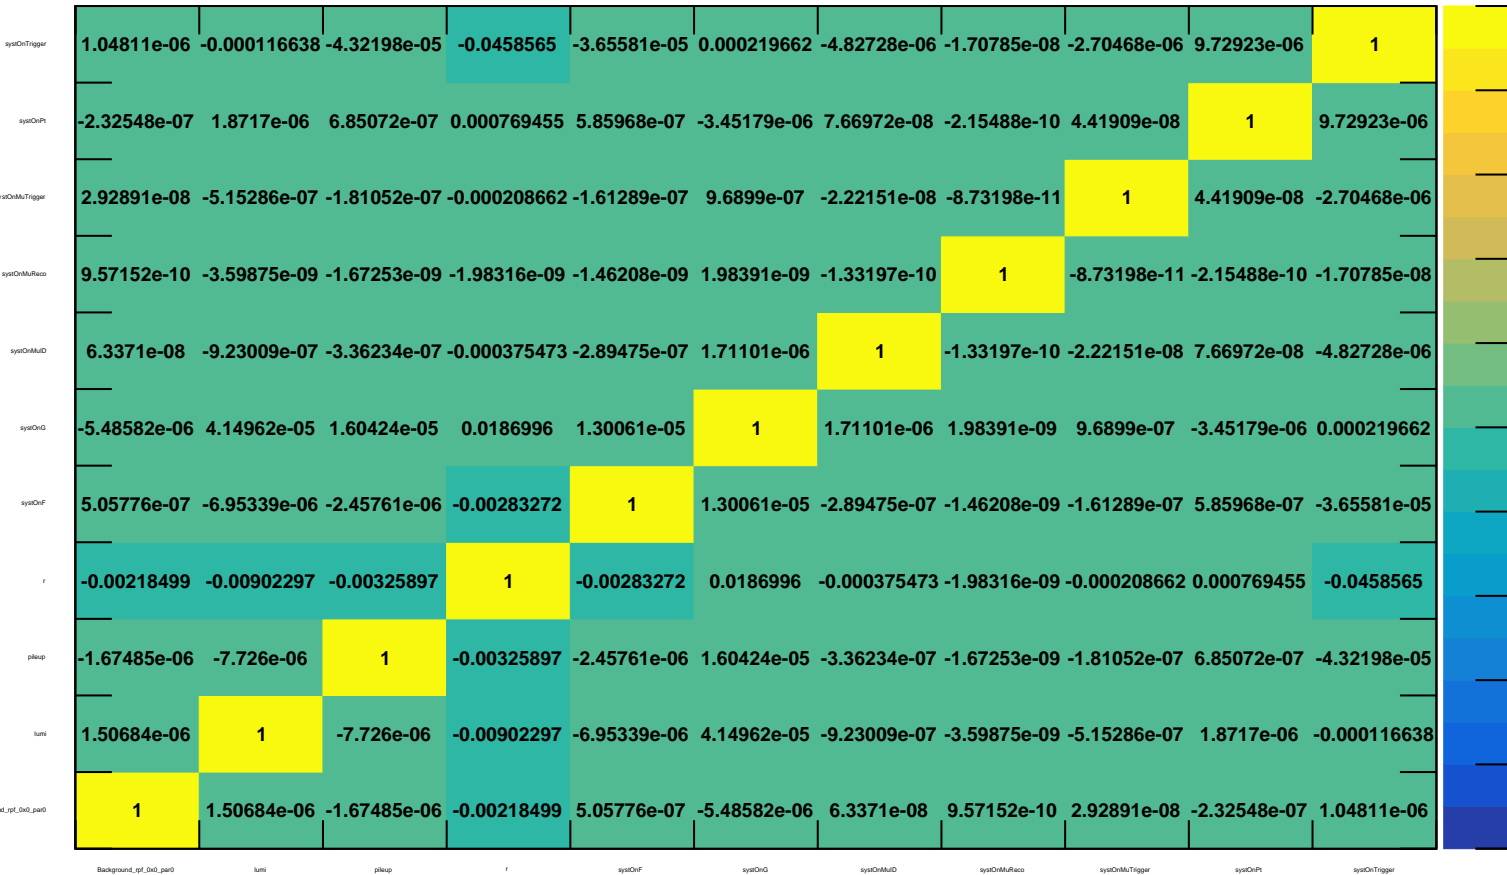 systOnTrigger 1.04811e-06 -0.000116638 -4.32198e-05 -0.0458565 -3.65581e-05 0.000219662 -4.82728e-06 -1.70785e-08 -2.70468e-06 9.72923e-06 1
systOnPt -2.32548e-07 1.8717e-06 6.85072e-07 0.000769455 5.85968e-07 -3.45179e-06 7.66972e-08 -2.15488e-10 4.41909e-08 1 9.72923e-06
stOnMuTrigger 2.92891e-08 -5.15286e-07 -1.81052e-07 -0.000208662 -1.61289e-07 9.6899e-07 -2.22151e-08 -8.73198e-11 1 4.41909e-08 -2.70468e-06
systOnMuReco 9.57152e-10 -3.59875e-09 -1.67253e-09 -1.98316e-09 -1.46208e-09 1.98391e-09 -1.33197e-10 1 -8.73198e-11 -2.15488e-10 -1.70785e-08
systOnMuID 6.3371e-08 -9.23009e-07 -3.36234e-07 -0.000375473 -2.89475e-07 1.71101e-06 1 -1.33197e-10 -2.22151e-08 7.66972e-08 -4.82728e-06
systOnG -5.48582e-06 4.14962e-05 1.60424e-05 0.0186996 1.30061e-05 1 1.71101e-06 1.98391e-09 9.6899e-07 -3.45179e-06 0.000219662
systOnF 5.05776e-07 -6.95339e-06 -2.45761e-06 -0.00283272 1 1.30061e-05 -2.89475e-07 -1.46208e-09 -1.61289e-07 5.85968e-07 -3.65581e-05
r -0.00218499 -0.00902297 -0.00325897 1 -0.00283272 0.0186996 -0.000375473 -1.98316e-09 -0.000208662 0.000769455 -0.0458565
pileup -1.67485e-06 -7.726e-06 1 -0.00325897 -2.45761e-06 1.60424e-05 -3.36234e-07 -1.67253e-09 -1.81052e-07 6.85072e-07 -4.32198e-05
lumi 1.50684e-06 1 -7.726e-06 -0.00902297 -6.95339e-06 4.14962e-05 -9.23009e-07 -3.59875e-09 -5.15286e-07 1.8717e-06 -0.000116638
d_rpf_0x0_par0 1 1.50684e-06 -1.67485e-06 -0.00218499 5.05776e-07 -5.48582e-06 6.3371e-08 9.57152e-10 2.92891e-08 -2.32548e-07 1.04811e-06
Background_rpf_0x0_par0 lumi pileup r systOnF systOnG systOnMuID systOnMuReco systOnMuTrigger systOnPt systOnTrigger